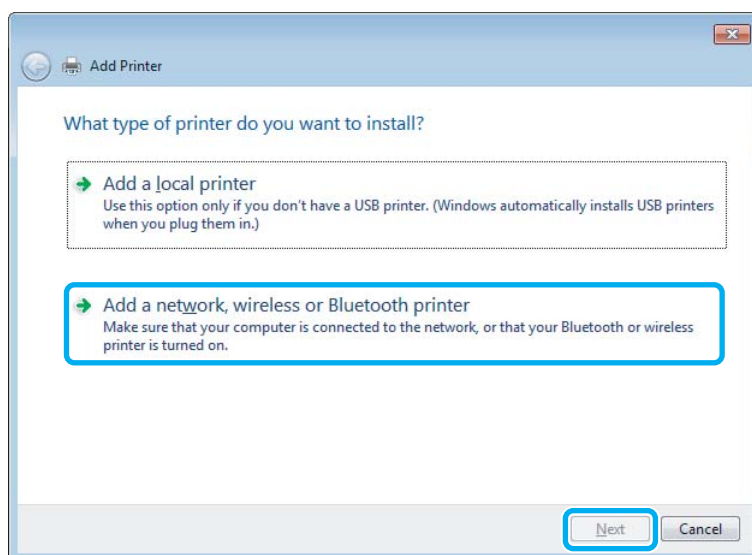 Add Printer
What type of printer do you want to install?
Add a local printer
Use this option only if you don't have a USB printer. (Windows automatically installs USB printers
when you plug them in.)
Add a network, wireless or Bluetooth printer
Make sure that your computer is connected to the network, or that your Bluetooth or wireless
printer is turned on.
Next
Cancel